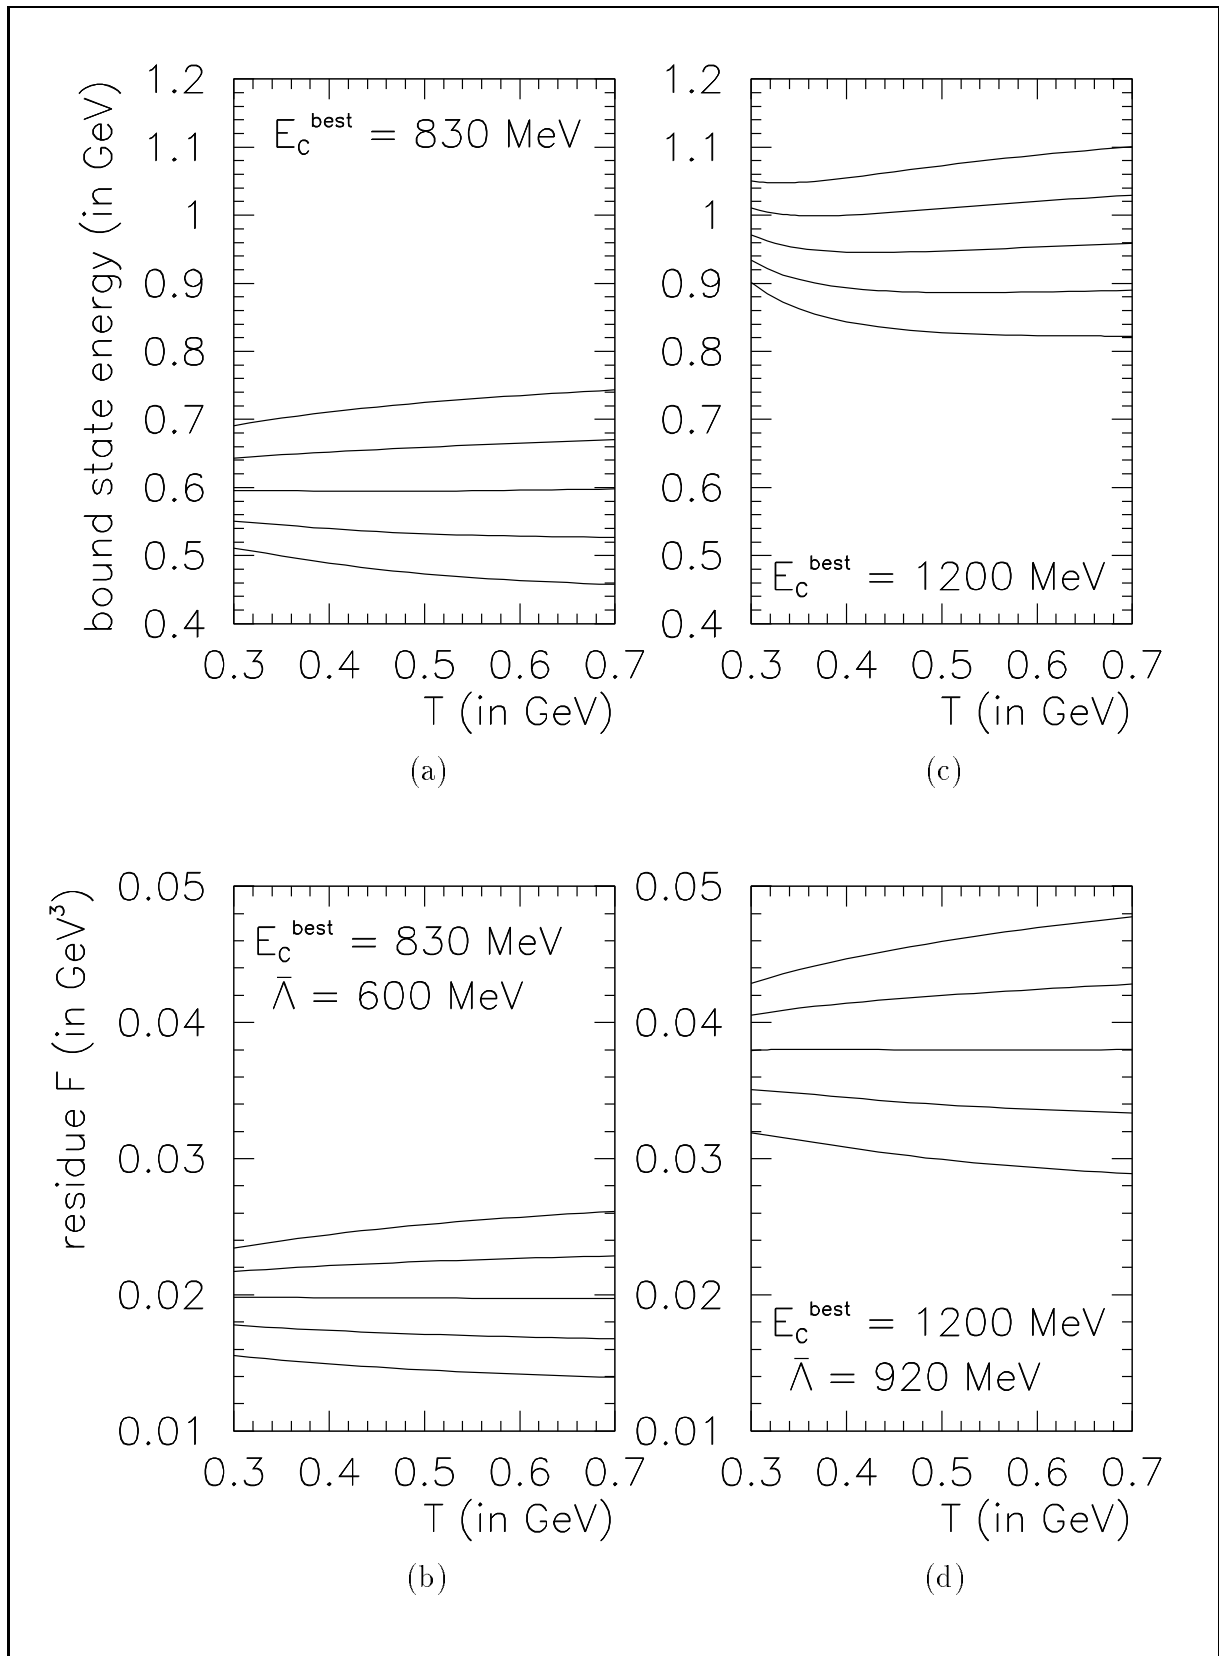 bound state energy (in GeV)
1.2
1.1
1
0.9
0.8
0.7
0.6
0.5
0.4
E_C^best = 830 MeV
0.3 0.4 0.5 0.6 0.7
T (in GeV)
(a)
1.2
1.1
1
0.9
0.8
0.7
0.6
0.5
0.4
E_C^best = 1200 MeV
0.3 0.4 0.5 0.6 0.7
T (in GeV)
(c)
residue F (in GeV³)
0.05
0.04
0.03
0.02
0.01
E_C^best = 830 MeV
Λ̄ = 600 MeV
0.3 0.4 0.5 0.6 0.7
T (in GeV)
(b)
0.05
0.04
0.03
0.02
0.01
E_C^best = 1200 MeV
Λ̄ = 920 MeV
0.3 0.4 0.5 0.6 0.7
T (in GeV)
(d)